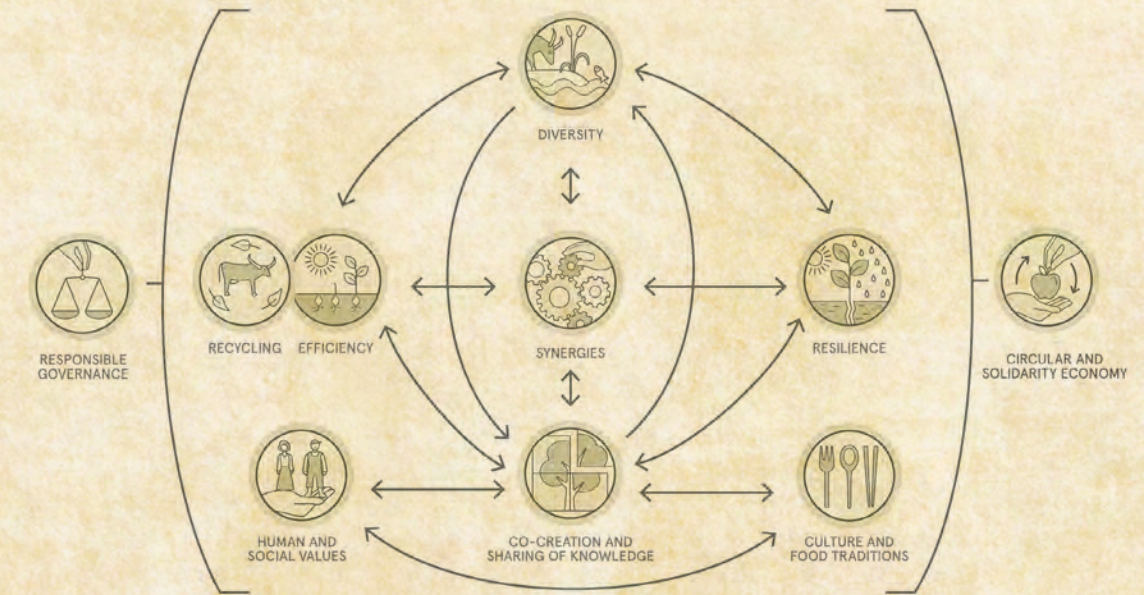 DIVERSITY
RESPONSIBLE
GOVERNANCE
RECYCLING
EFFICIENCY
SYNERGIES
RESILIENCE
CIRCULAR AND
SOLIDARITY ECONOMY
HUMAN AND
SOCIAL VALUES
CO-CREATION AND
SHARING OF KNOWLEDGE
CULTURE AND
FOOD TRADITIONS